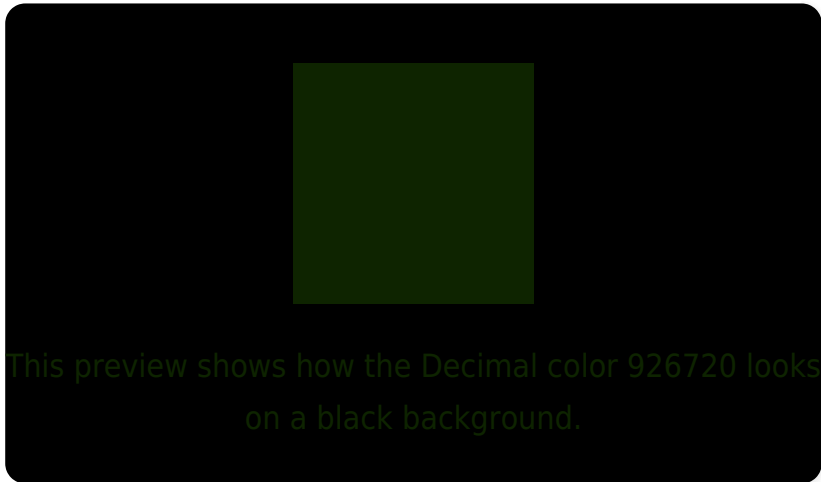 This preview shows how the Decimal color 926720 looks
on a black background.